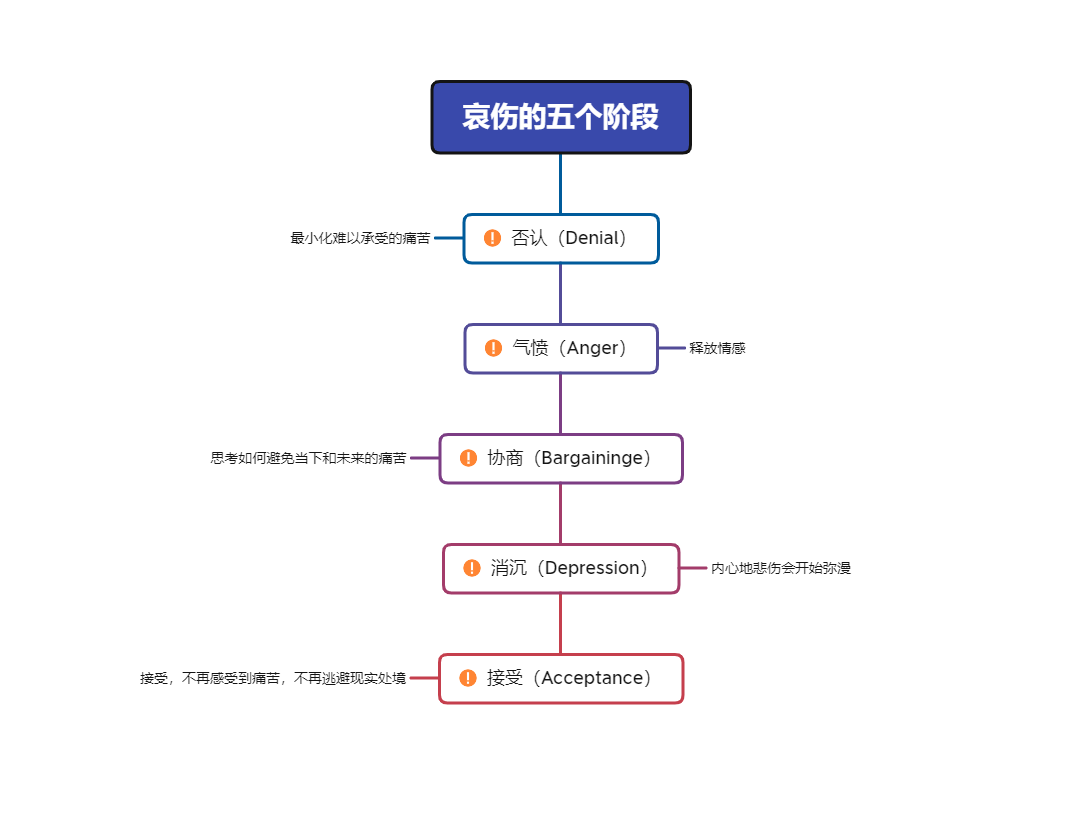 哀伤的五个阶段
最小化难以承受的痛苦
否认（Denial）
气愤（Anger）
释放情感
思考如何避免当下和未来的痛苦
协商（Bargaininge）
消沉（Depression）
内心地悲伤会开始弥漫
接受，不再感受到痛苦，不再逃避现实处境
接受（Acceptance）